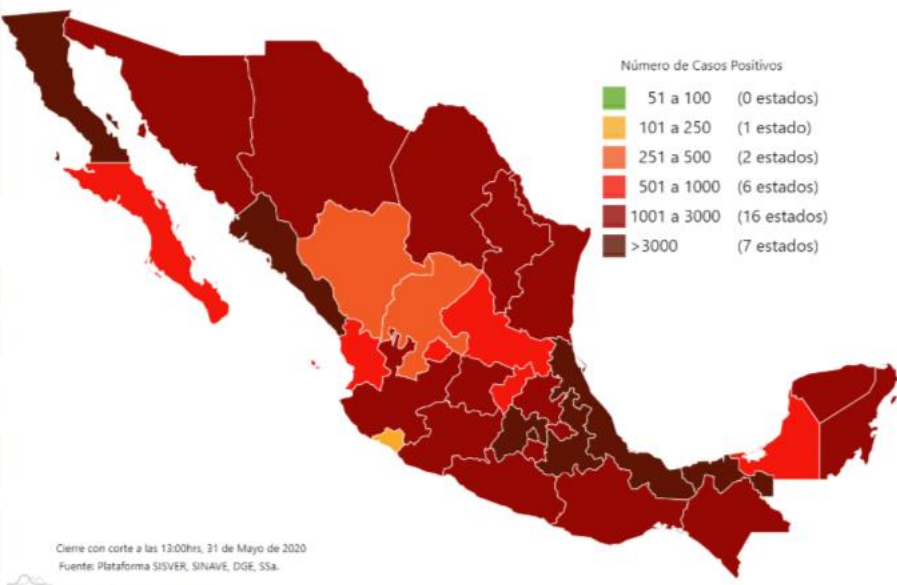 Número de Casos Positivos
51 a 100 (0 estados)
101 a 250 (1 estado)
251 a 500 (2 estados)
501 a 1000 (6 estados)
1001 a 3000 (16 estados)
>3000 (7 estados)
Cierre con corte a las 13:00hrs, 31 de Mayo de 2020
Fuente: Plataforma SISVER, SINAVE, DGE, SSa.